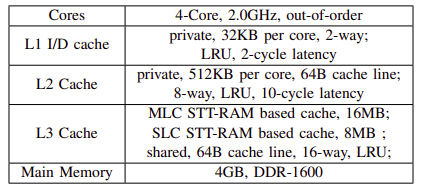 Cores 4-Core, 2.0GHz, out-of-order
L1 I/D cache private, 32KB per core, 2-way;
LRU, 2-cycle latency
L2 Cache private, 512KB per core, 64B cache line;
8-way, LRU, 10-cycle latency
L3 Cache MLC STT-RAM based cache, 16MB;
SLC STT-RAM based cache, 8MB ;
shared, 64B cache line, 16-way, LRU;
Main Memory 4GB, DDR-1600